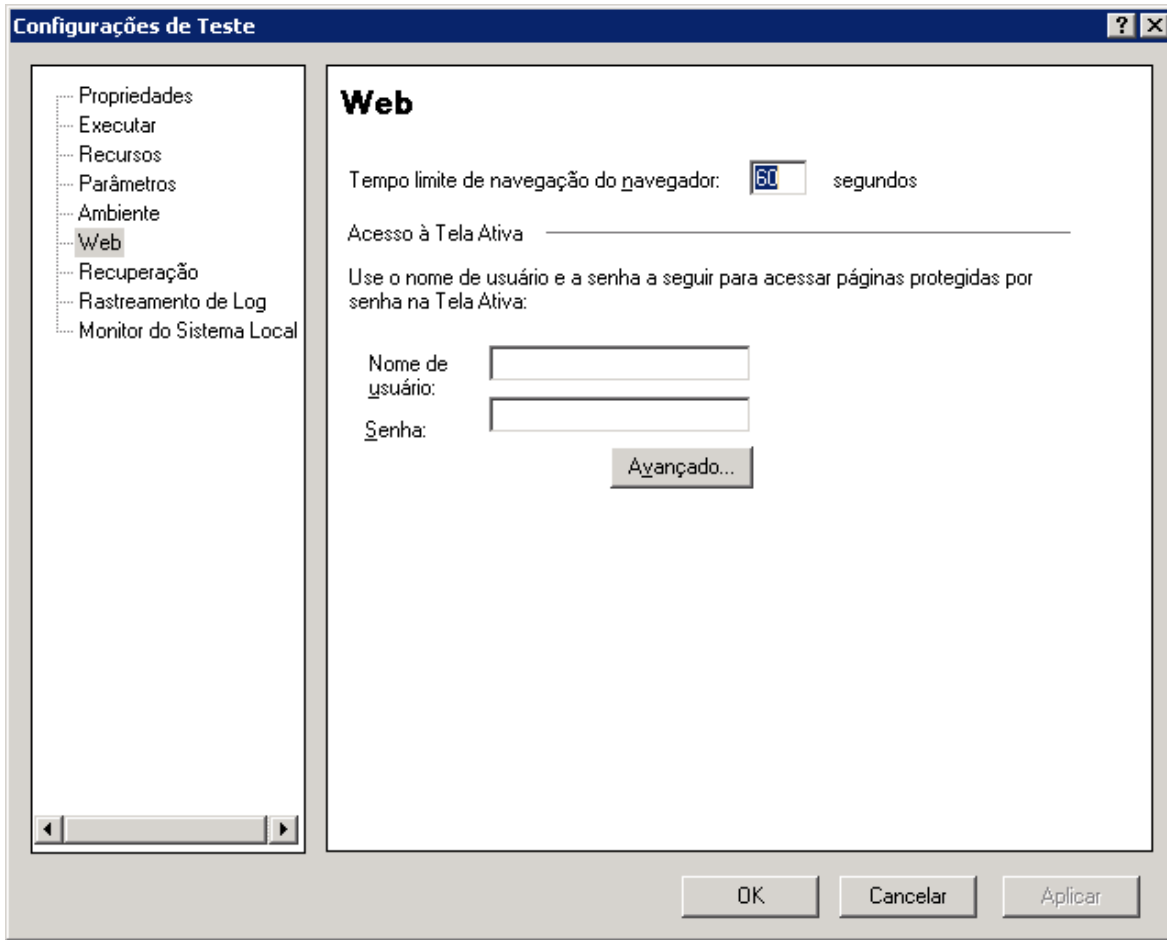 Configurações de Teste
Propriedades
Executar
Recursos
Parâmetros
Ambiente
Web
Recuperação
Rastreamento de Log
Monitor do Sistema Local
Web
Tempo limite de navegação do navegador: 60 segundos
Acesso à Tela Ativa
Use o nome de usuário e a senha a seguir para acessar páginas protegidas por
senha na Tela Ativa:
Nome de
usuário:
Senha:
Avançado...
OK Cancelar Aplicar